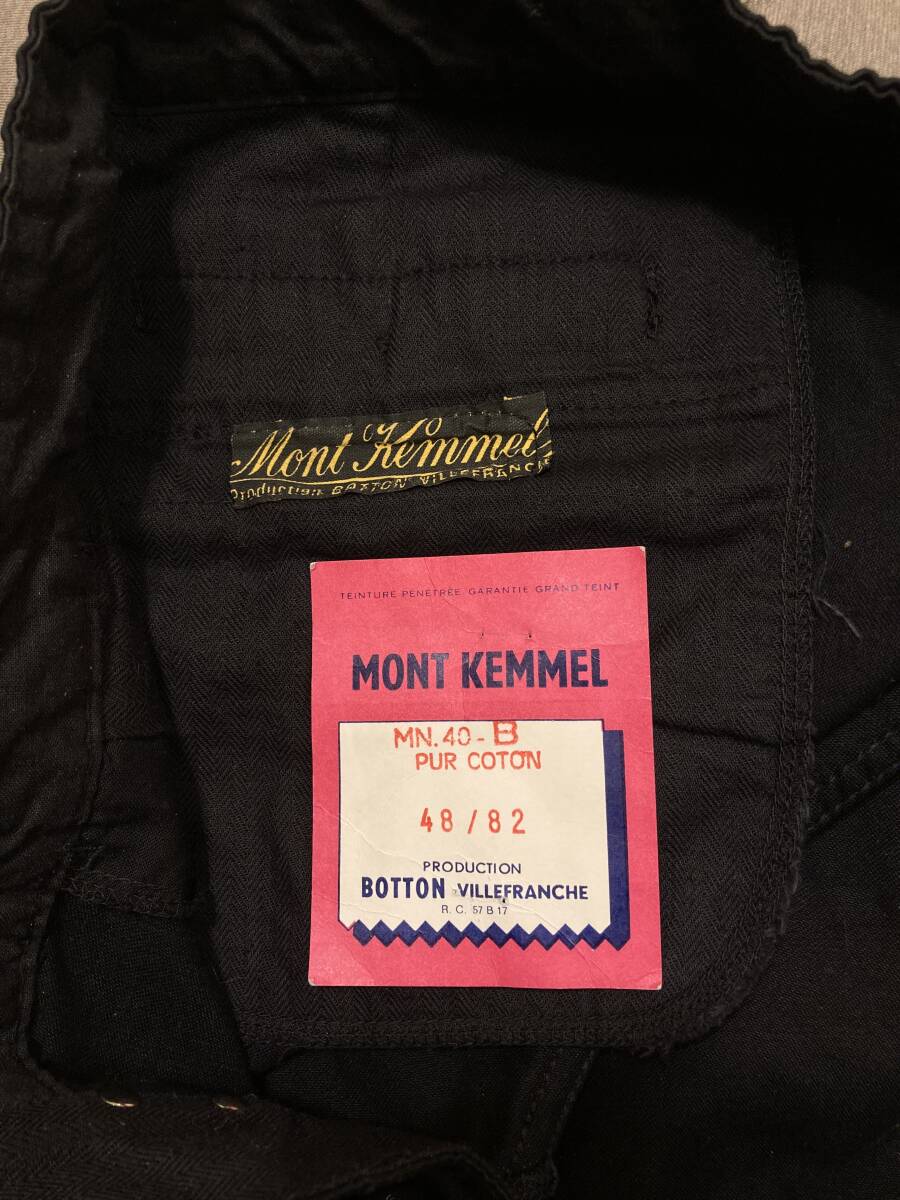 Mont Kemmel
Production BOTTON VILLEFRANCHE
TEINTURE PENETRÉE GARANTIE GRAND TEINT
MONT KEMMEL
MN.40-B
PUR COTON
48 / 82
PRODUCTION
BOTTON VILLEFRANCHE
R. C. 57 B 17